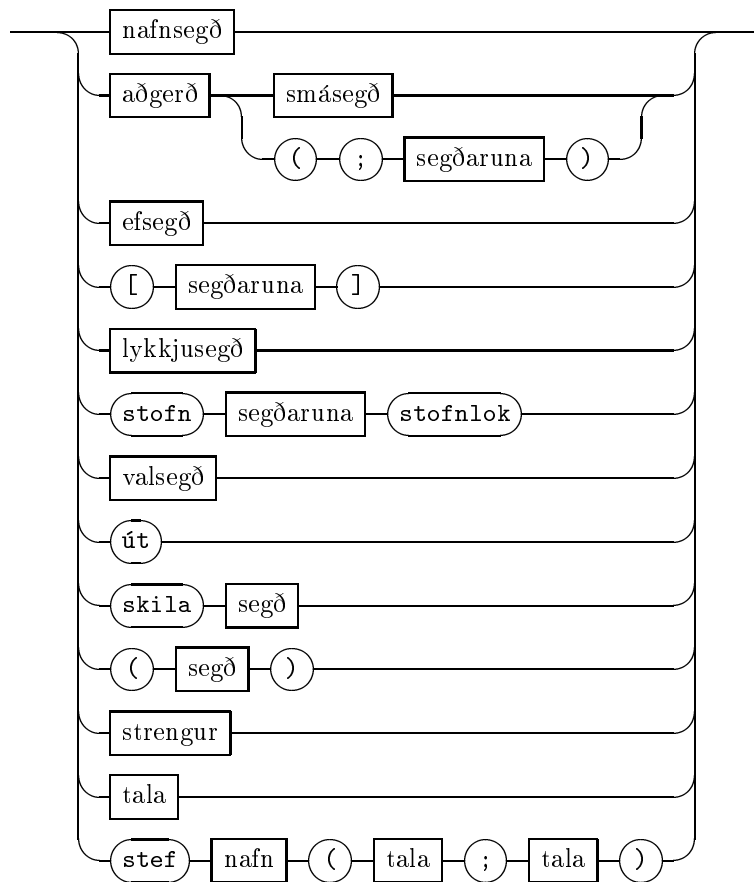 nafnsegð
aðgerð smásegð
( ; segðaruna )
efsegð
[ segðaruna ]
lykkjusegð
stofn segðaruna stofnlok
valsegð
út
skila segð
( segð )
strengur
tala
stef nafn ( tala ; tala )